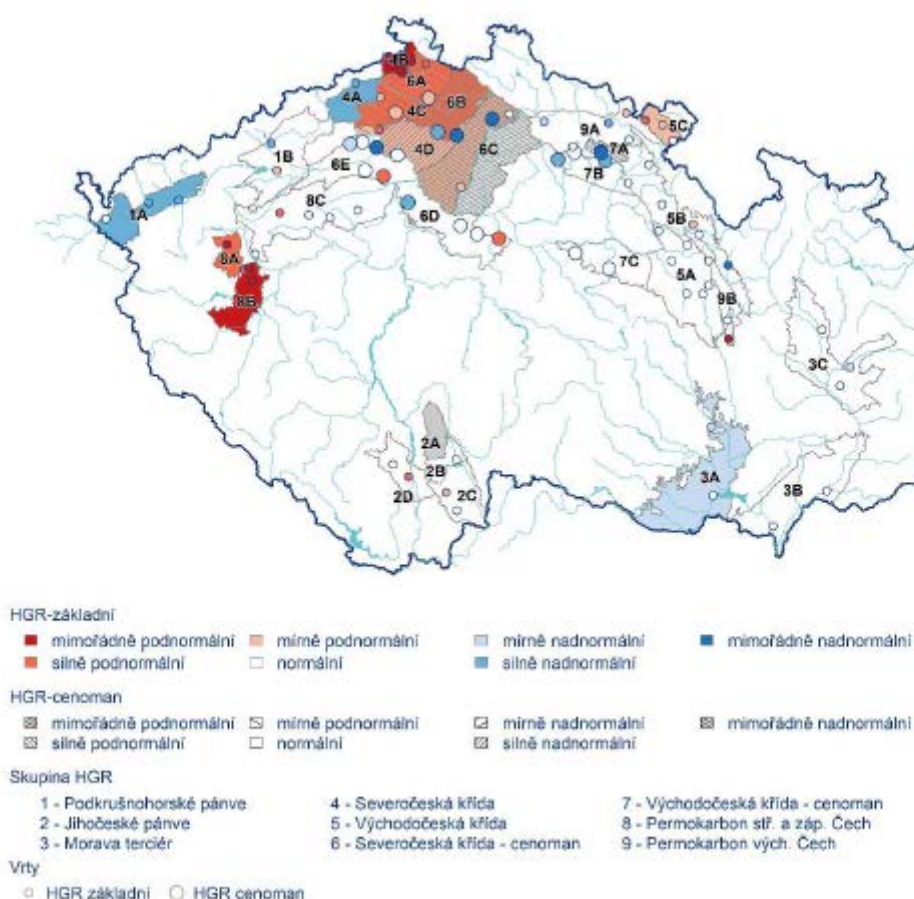 4B
6A
4A
4C
6B
5C
9A
4D
6C
7A
1B
6E
7B
1A
8C
6D
5B
8A
7C
5A
8B
9B
3C
2A
2B
3A
2D
2C
3B
HGR-základní
mimořádně podnormální mírně podnormální mírně nadnormální mimořádně nadnormální
silně podnormální normální silně nadnormální
HGR-cenoman
mimořádně podnormální mírně podnormální mírně nadnormální mimořádně nadnormální
silně podnormální normální silně nadnormální
Skupina HGR
1 - Podkrušnohorské pánve 4 - Severočeská křída 7 - Východočeská křída - cenoman
2 - Jihočeské pánve 5 - Východočeská křída 8 - Permokarbon stř. a záp. Čech
3 - Morava terciér 6 - Severočeská křída - cenoman 9 - Permokarbon vých. Čech
Vrty
HGR základní HGR cenoman